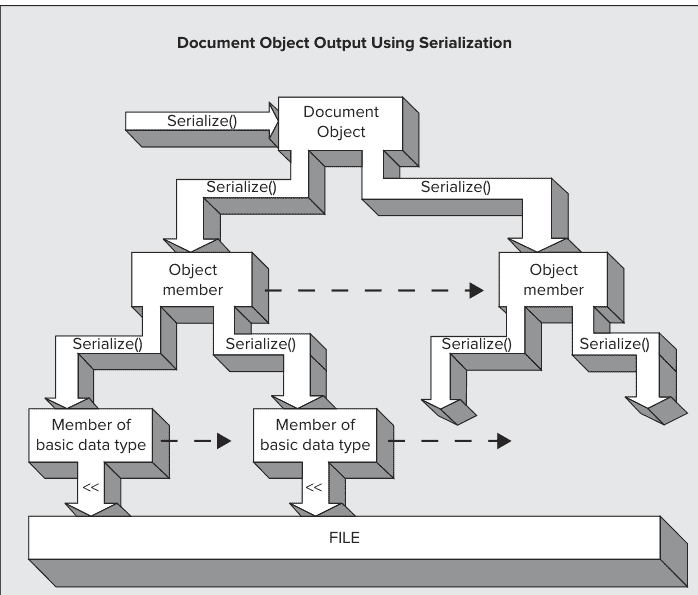 Document Object Output Using Serialization
Serialize()
Document
Object
Serialize()
Serialize()
Object
member
Object
member
Serialize()
Serialize()
Serialize()
Serialize()
Member of
basic data type
Member of
basic data type
<<
<<
FILE